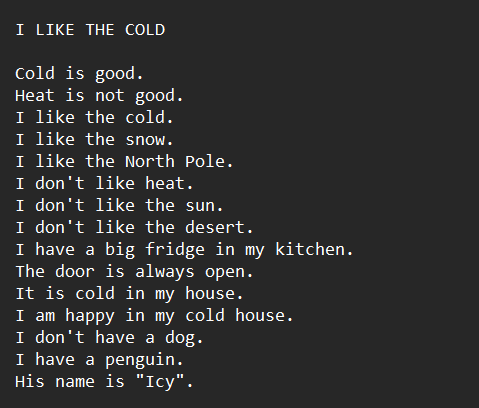 I LIKE THE COLD
Cold is good.
Heat is not good.
I like the cold.
I like the snow.
I like the North Pole.
I don't like heat.
I don't like the sun.
I don't like the desert.
I have a big fridge in my kitchen.
The door is always open.
It is cold in my house.
I am happy in my cold house.
I don't have a dog.
I have a penguin.
His name is "Icy".